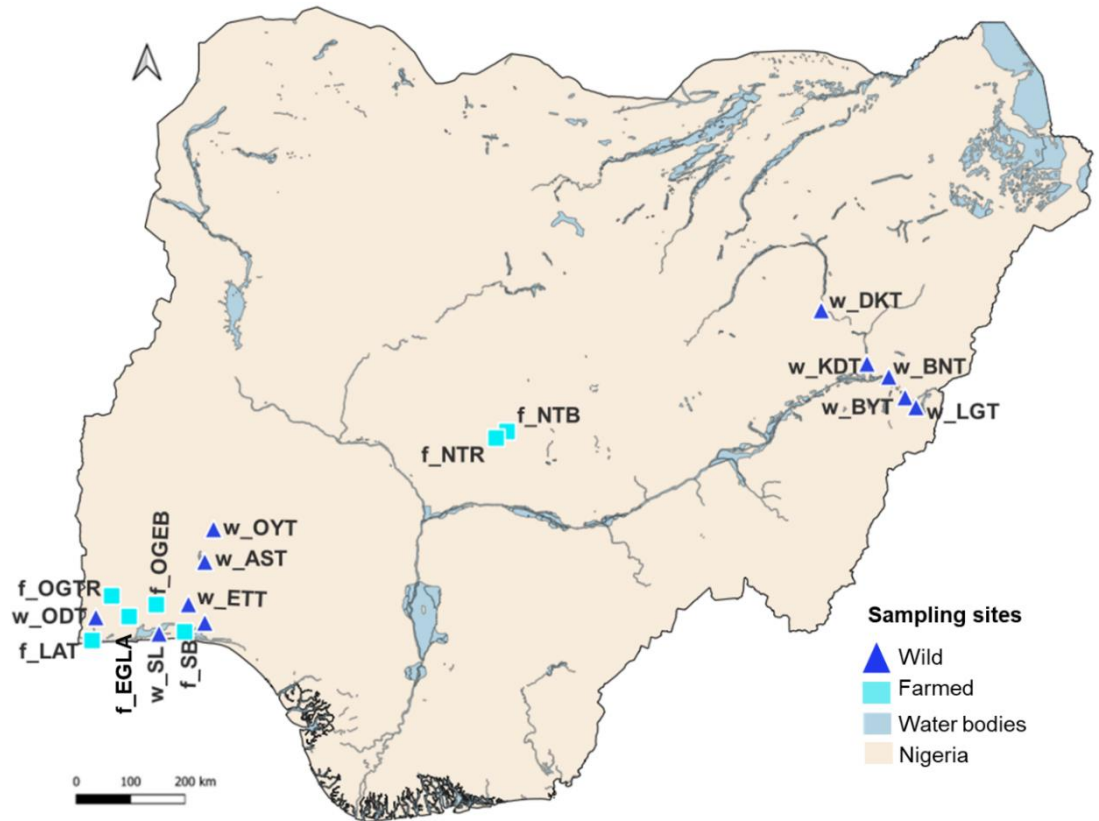 w_DKT
w_KDT
w_BNT
w_BYT
w_LGT
f_NTB
f_NTR
w_OYT
w_AST
f_OGEB
f_OGTR
w_ETT
w_ODT
f_LAT
f_EGLA
w_SL
f_SB
Sampling sites
Wild
Farmed
Water bodies
Nigeria
0 100 200 km